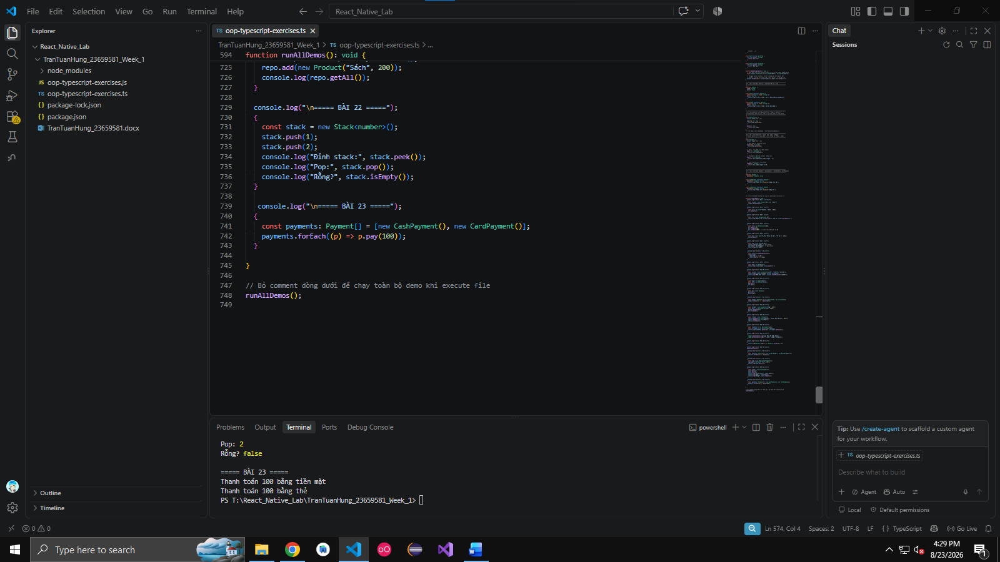 File Edit Selection View Go Run Terminal Help
React_Native_Lab
Explorer
React_Native_Lab
TranTuanHung_23659581_Week_1
node_modules
JS oop-typescript-exercises.js
TS oop-typescript-exercises.ts
{} package-lock.json
{} package.json
TranTuanHung_23659581.docx
Outline
Timeline
TS oop-typescript-exercises.ts
TranTuanHung_23659581_Week_1 > TS oop-typescript-exercises.ts > ...
594 function runAllDemos(): void {
725 repo.add(new Product("Sách", 200));
726 console.log(repo.getAll());
727 }
728
729 console.log("\n===== BÀI 22 =====");
730 {
731 const stack = new Stack<number>();
732 stack.push(1);
733 stack.push(2);
734 console.log("Đỉnh stack:", stack.peek());
735 console.log("Pop:", stack.pop());
736 console.log("Rỗng?", stack.isEmpty());
737 }
738
739 console.log("\n===== BÀI 23 =====");
740 {
741 const payments: Payment[] = [new CashPayment(), new CardPayment()];
742 payments.forEach((p) => p.pay(100));
743 }
744
745 }
746
747 // Bỏ comment dòng dưới để chạy toàn bộ demo khi execute file
748 runAllDemos();
749
Problems Output Terminal Ports Debug Console
powershell
Pop: 2
Rỗng? false
===== BÀI 23 =====
Thanh toán 100 bằng tiền mặt
Thanh toán 100 bằng thẻ
PS T:\React_Native_Lab\TranTuanHung_23659581_Week_1>
Chat
Sessions
Tip: Use /create-agent to scaffold a custom agent
for your workflow.
TS oop-typescript-exercises.ts
Describe what to build
Agent Auto
Local Default permissions
0 0
Ln 574, Col 4 Spaces: 2 UTF-8 LF {} TypeScript Go Live
Type here to search
4:29 PM
8/23/2026
1